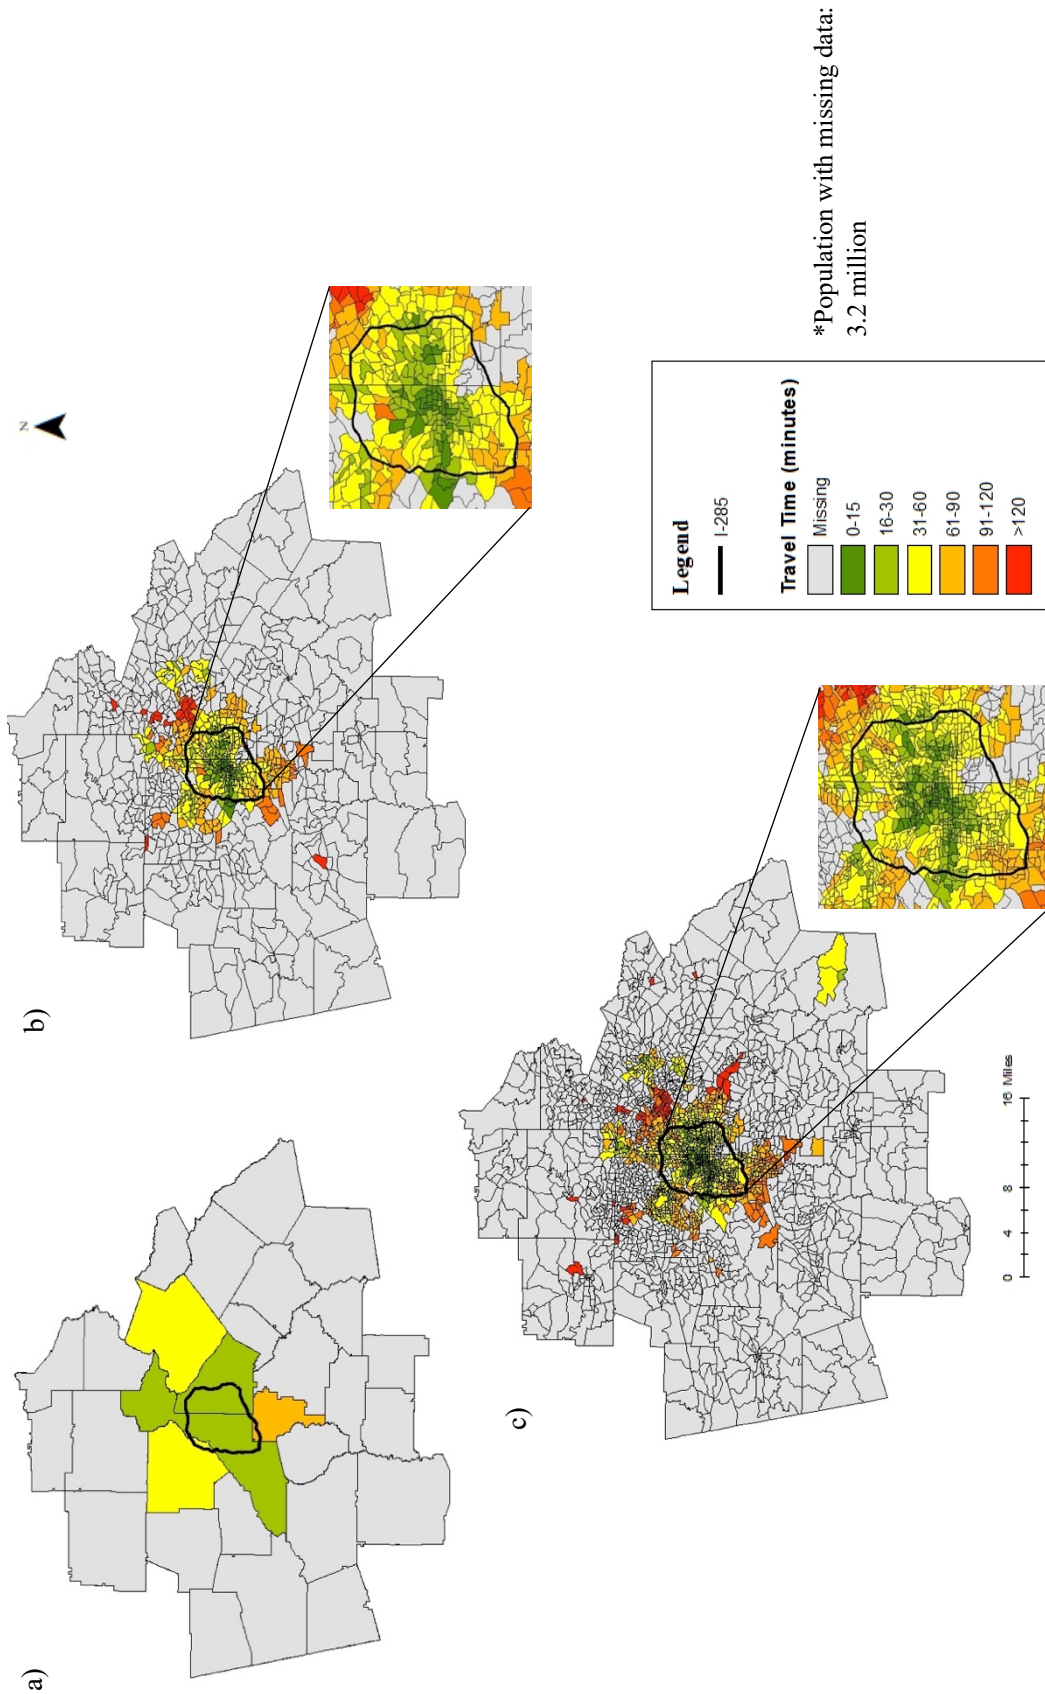 a)
b)
N
c)
0 4 8 16 Miles
Legend
I-285
Travel Time (minutes)
Missing
0-15
16-30
31-60
61-90
91-120
>120
*Population with missing data:
3.2 million